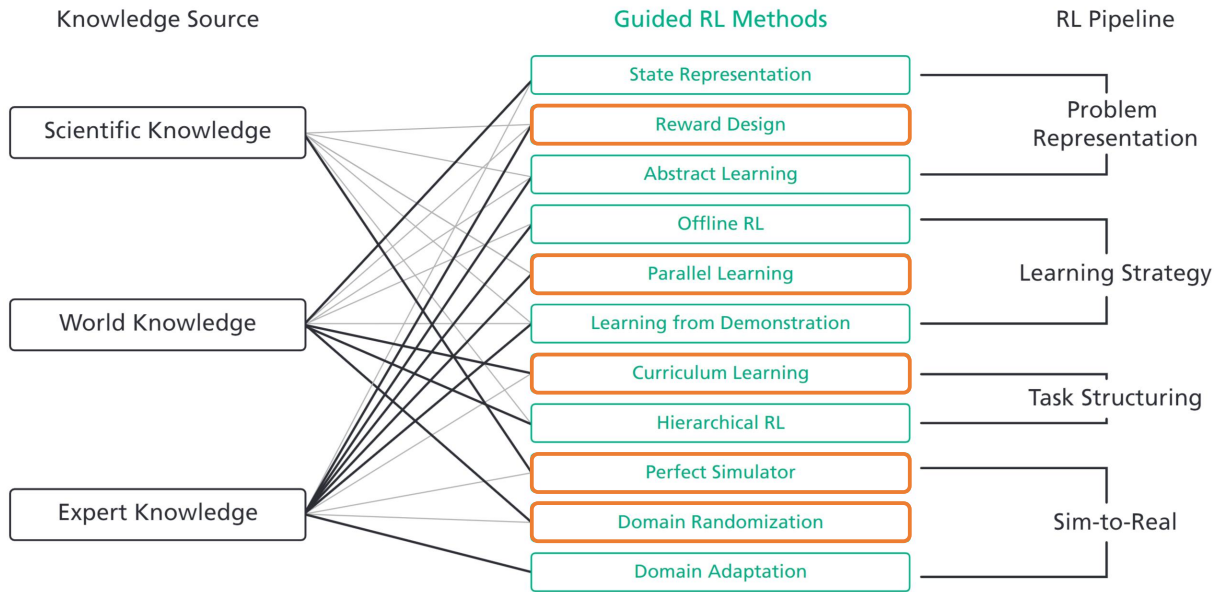 Knowledge Source
Guided RL Methods
RL Pipeline
Scientific Knowledge
World Knowledge
Expert Knowledge
State Representation
Reward Design
Abstract Learning
Offline RL
Parallel Learning
Learning from Demonstration
Curriculum Learning
Hierarchical RL
Perfect Simulator
Domain Randomization
Domain Adaptation
Problem
Representation
Learning Strategy
Task Structuring
Sim-to-Real